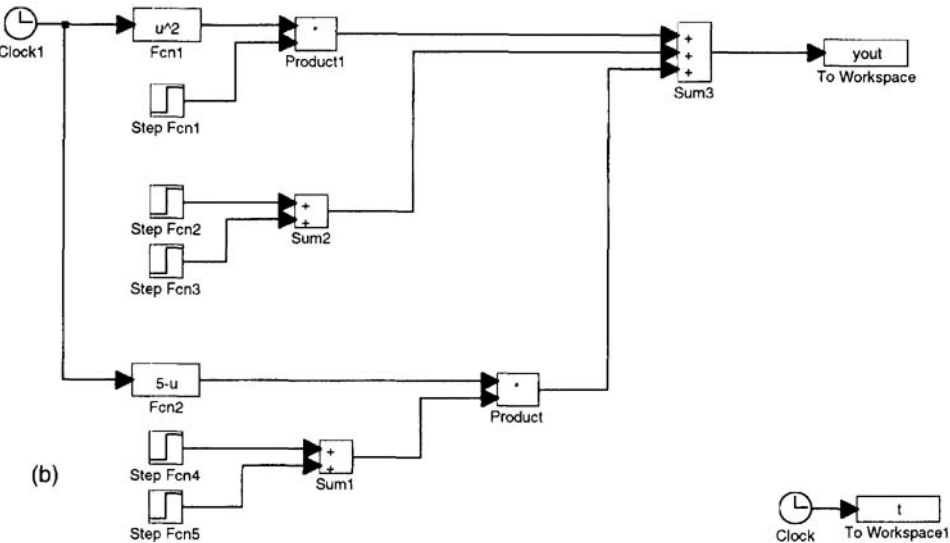 u^2
*
+
+
+
yout
Clock1
Fcn1
Product1
Sum3
To Workspace
Step Fcn1
+
+
Step Fcn2
Sum2
Step Fcn3
5-u
*
Fcn2
Product
+
+
(b)
Step Fcn4
Sum1
Step Fcn5
t
Clock
To Workspace1